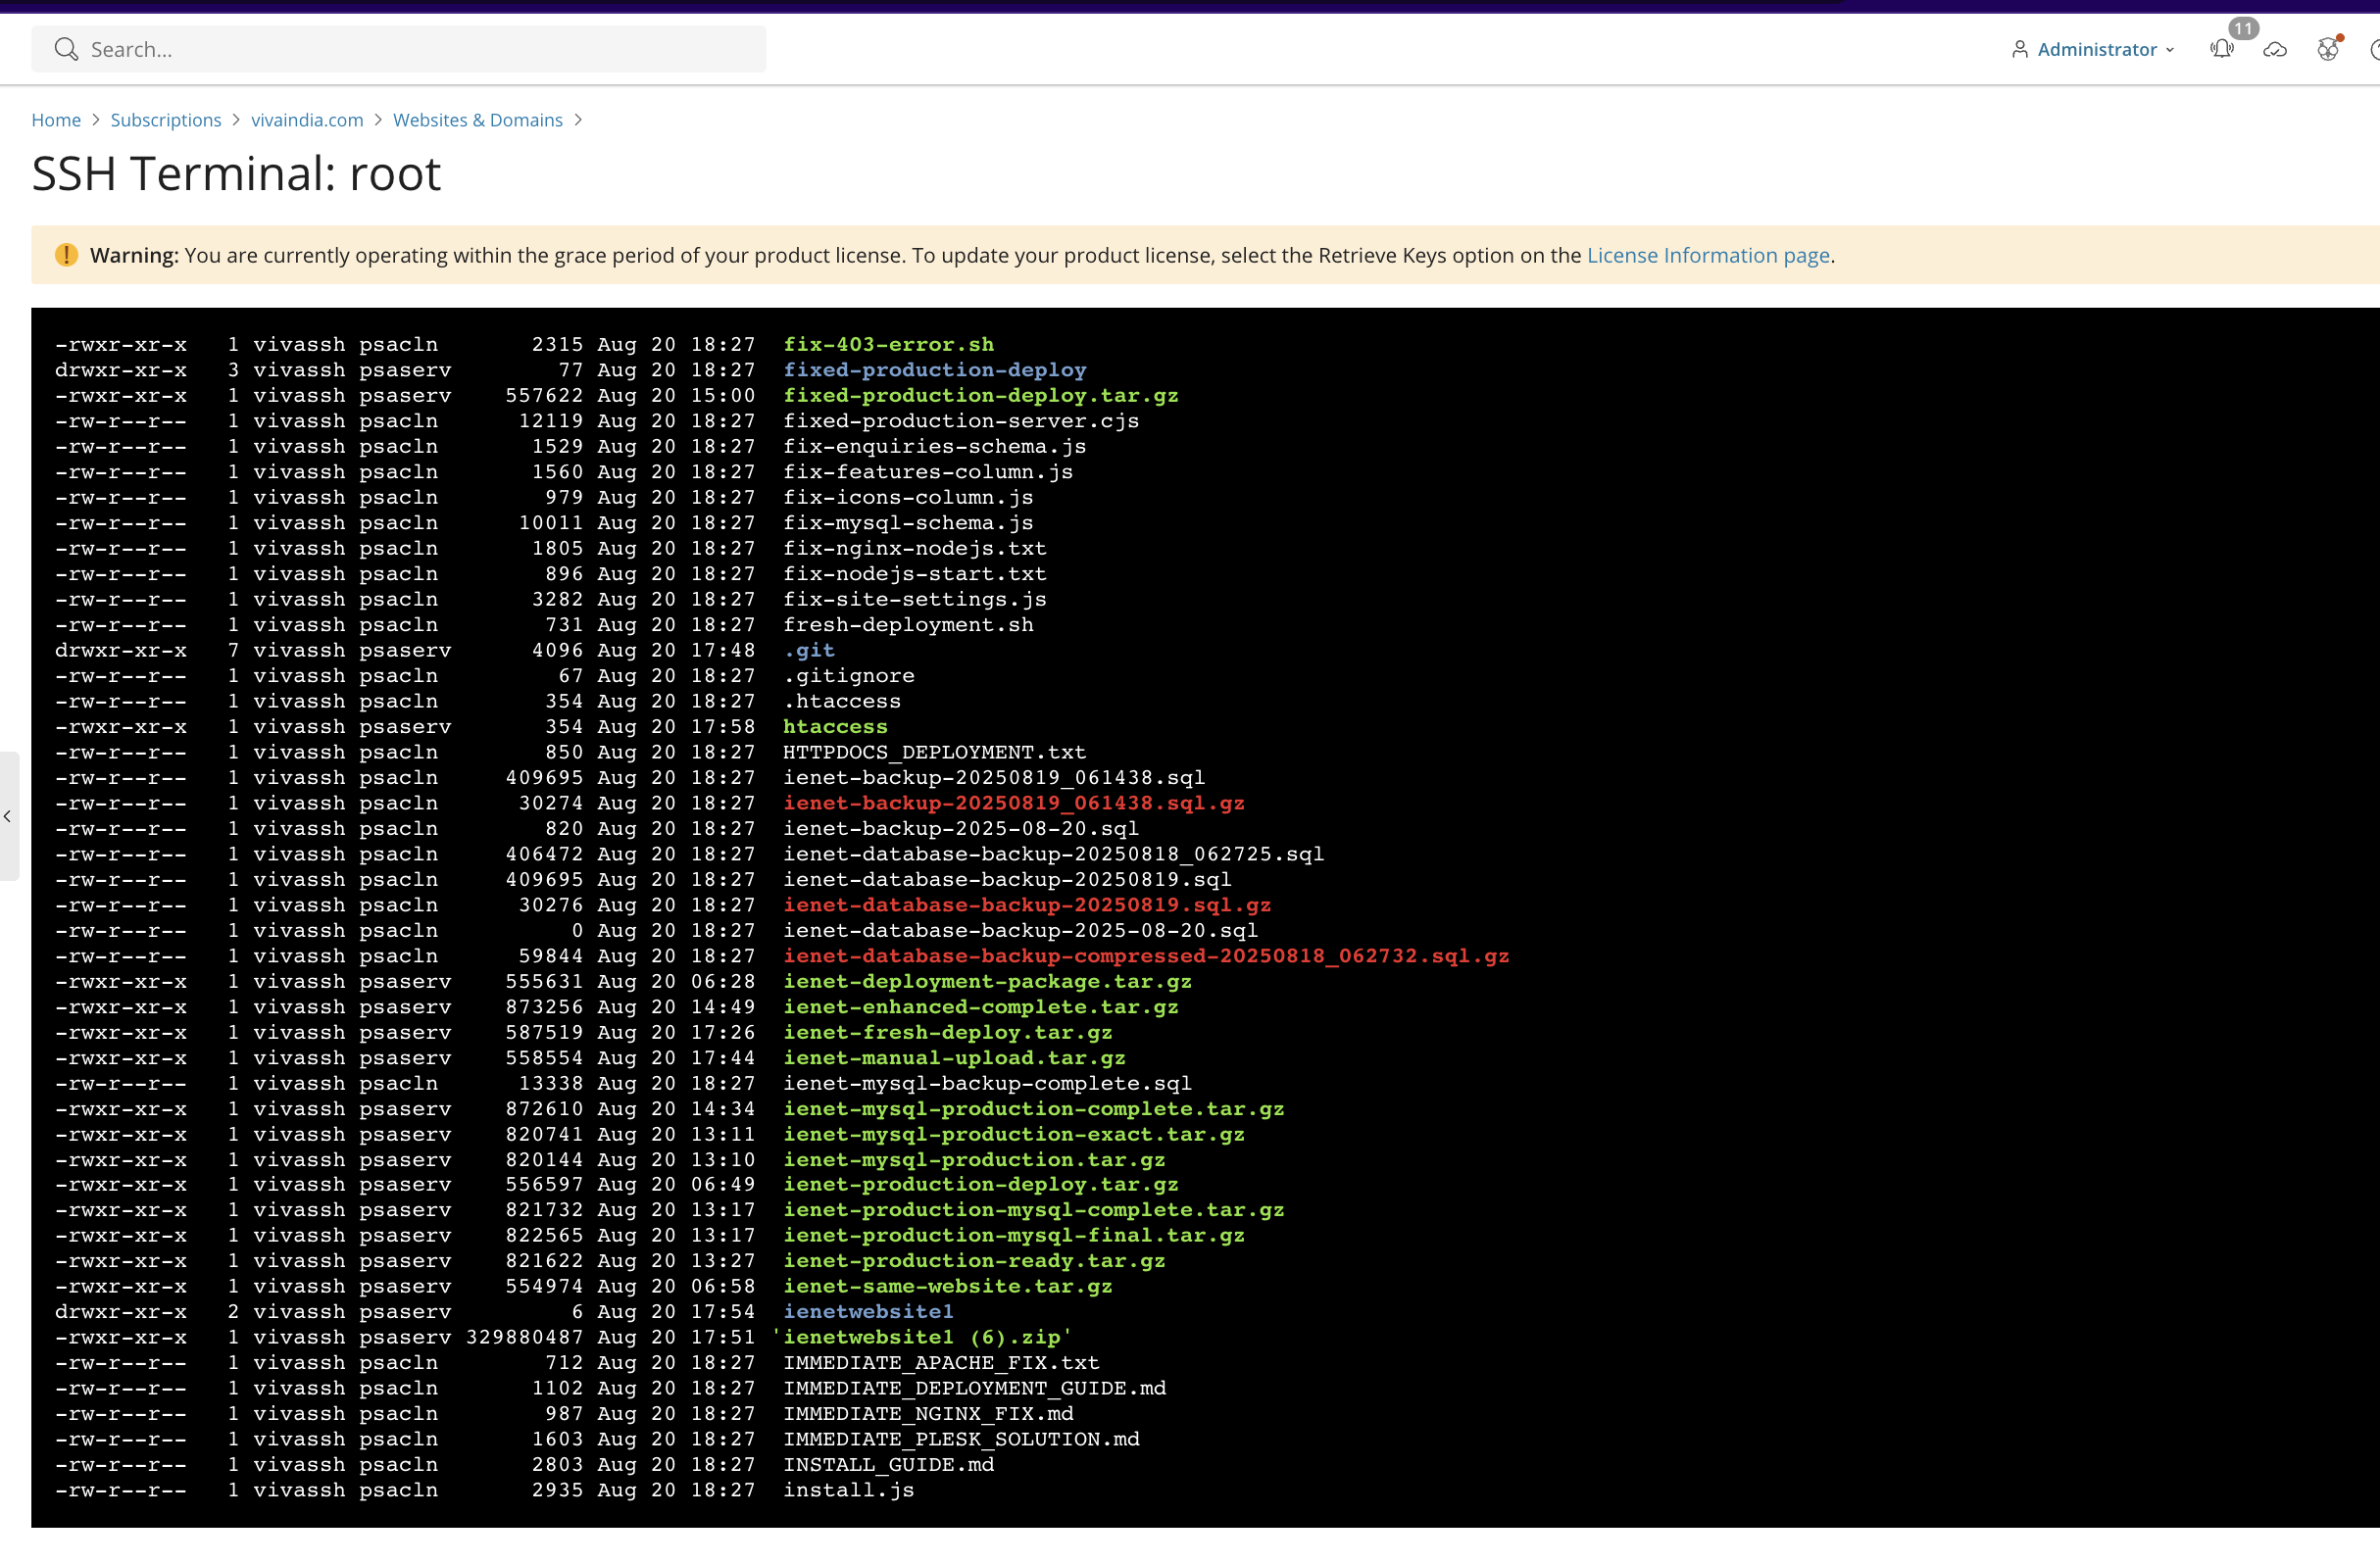 Search...
Administrator
11
Home > Subscriptions > vivaindia.com > Websites & Domains >
SSH Terminal: root
Warning: You are currently operating within the grace period of your product license. To update your product license, select the Retrieve Keys option on the License Information page.
-rwxr-xr-x 1 vivassh psacln 2315 Aug 20 18:27 fix-403-error.sh
drwxr-xr-x 3 vivassh psaserv 77 Aug 20 18:27 fixed-production-deploy
-rwxr-xr-x 1 vivassh psaserv 557622 Aug 20 15:00 fixed-production-deploy.tar.gz
-rw-r--r-- 1 vivassh psacln 12119 Aug 20 18:27 fixed-production-server.cjs
-rw-r--r-- 1 vivassh psacln 1529 Aug 20 18:27 fix-enquiries-schema.js
-rw-r--r-- 1 vivassh psacln 1560 Aug 20 18:27 fix-features-column.js
-rw-r--r-- 1 vivassh psacln 979 Aug 20 18:27 fix-icons-column.js
-rw-r--r-- 1 vivassh psacln 10011 Aug 20 18:27 fix-mysql-schema.js
-rw-r--r-- 1 vivassh psacln 1805 Aug 20 18:27 fix-nginx-nodejs.txt
-rw-r--r-- 1 vivassh psacln 896 Aug 20 18:27 fix-nodejs-start.txt
-rw-r--r-- 1 vivassh psacln 3282 Aug 20 18:27 fix-site-settings.js
-rw-r--r-- 1 vivassh psacln 731 Aug 20 18:27 fresh-deployment.sh
drwxr-xr-x 7 vivassh psaserv 4096 Aug 20 17:48 .git
-rw-r--r-- 1 vivassh psacln 67 Aug 20 18:27 .gitignore
-rw-r--r-- 1 vivassh psacln 354 Aug 20 18:27 .htaccess
-rwxr-xr-x 1 vivassh psaserv 354 Aug 20 17:58 htaccess
-rw-r--r-- 1 vivassh psacln 850 Aug 20 18:27 HTTPDOCS_DEPLOYMENT.txt
-rw-r--r-- 1 vivassh psacln 409695 Aug 20 18:27 ienet-backup-20250819_061438.sql
-rw-r--r-- 1 vivassh psacln 30274 Aug 20 18:27 ienet-backup-20250819_061438.sql.gz
-rw-r--r-- 1 vivassh psacln 820 Aug 20 18:27 ienet-backup-2025-08-20.sql
-rw-r--r-- 1 vivassh psacln 406472 Aug 20 18:27 ienet-database-backup-20250818_062725.sql
-rw-r--r-- 1 vivassh psacln 409695 Aug 20 18:27 ienet-database-backup-20250819.sql
-rw-r--r-- 1 vivassh psacln 30276 Aug 20 18:27 ienet-database-backup-20250819.sql.gz
-rw-r--r-- 1 vivassh psacln 0 Aug 20 18:27 ienet-database-backup-2025-08-20.sql
-rw-r--r-- 1 vivassh psacln 59844 Aug 20 18:27 ienet-database-backup-compressed-20250818_062732.sql.gz
-rwxr-xr-x 1 vivassh psaserv 555631 Aug 20 06:28 ienet-deployment-package.tar.gz
-rwxr-xr-x 1 vivassh psaserv 873256 Aug 20 14:49 ienet-enhanced-complete.tar.gz
-rwxr-xr-x 1 vivassh psaserv 587519 Aug 20 17:26 ienet-fresh-deploy.tar.gz
-rwxr-xr-x 1 vivassh psaserv 558554 Aug 20 17:44 ienet-manual-upload.tar.gz
-rw-r--r-- 1 vivassh psacln 13338 Aug 20 18:27 ienet-mysql-backup-complete.sql
-rwxr-xr-x 1 vivassh psaserv 872610 Aug 20 14:34 ienet-mysql-production-complete.tar.gz
-rwxr-xr-x 1 vivassh psaserv 820741 Aug 20 13:11 ienet-mysql-production-exact.tar.gz
-rwxr-xr-x 1 vivassh psaserv 820144 Aug 20 13:10 ienet-mysql-production.tar.gz
-rwxr-xr-x 1 vivassh psaserv 556597 Aug 20 06:49 ienet-production-deploy.tar.gz
-rwxr-xr-x 1 vivassh psaserv 821732 Aug 20 13:17 ienet-production-mysql-complete.tar.gz
-rwxr-xr-x 1 vivassh psaserv 822565 Aug 20 13:17 ienet-production-mysql-final.tar.gz
-rwxr-xr-x 1 vivassh psaserv 821622 Aug 20 13:27 ienet-production-ready.tar.gz
-rwxr-xr-x 1 vivassh psaserv 554974 Aug 20 06:58 ienet-same-website.tar.gz
drwxr-xr-x 2 vivassh psaserv 6 Aug 20 17:54 ienetwebsite1
-rwxr-xr-x 1 vivassh psaserv 329880487 Aug 20 17:51 'ienetwebsite1 (6).zip'
-rw-r--r-- 1 vivassh psacln 712 Aug 20 18:27 IMMEDIATE_APACHE_FIX.txt
-rw-r--r-- 1 vivassh psacln 1102 Aug 20 18:27 IMMEDIATE_DEPLOYMENT_GUIDE.md
-rw-r--r-- 1 vivassh psacln 987 Aug 20 18:27 IMMEDIATE_NGINX_FIX.md
-rw-r--r-- 1 vivassh psacln 1603 Aug 20 18:27 IMMEDIATE_PLESK_SOLUTION.md
-rw-r--r-- 1 vivassh psacln 2803 Aug 20 18:27 INSTALL_GUIDE.md
-rw-r--r-- 1 vivassh psacln 2935 Aug 20 18:27 install.js